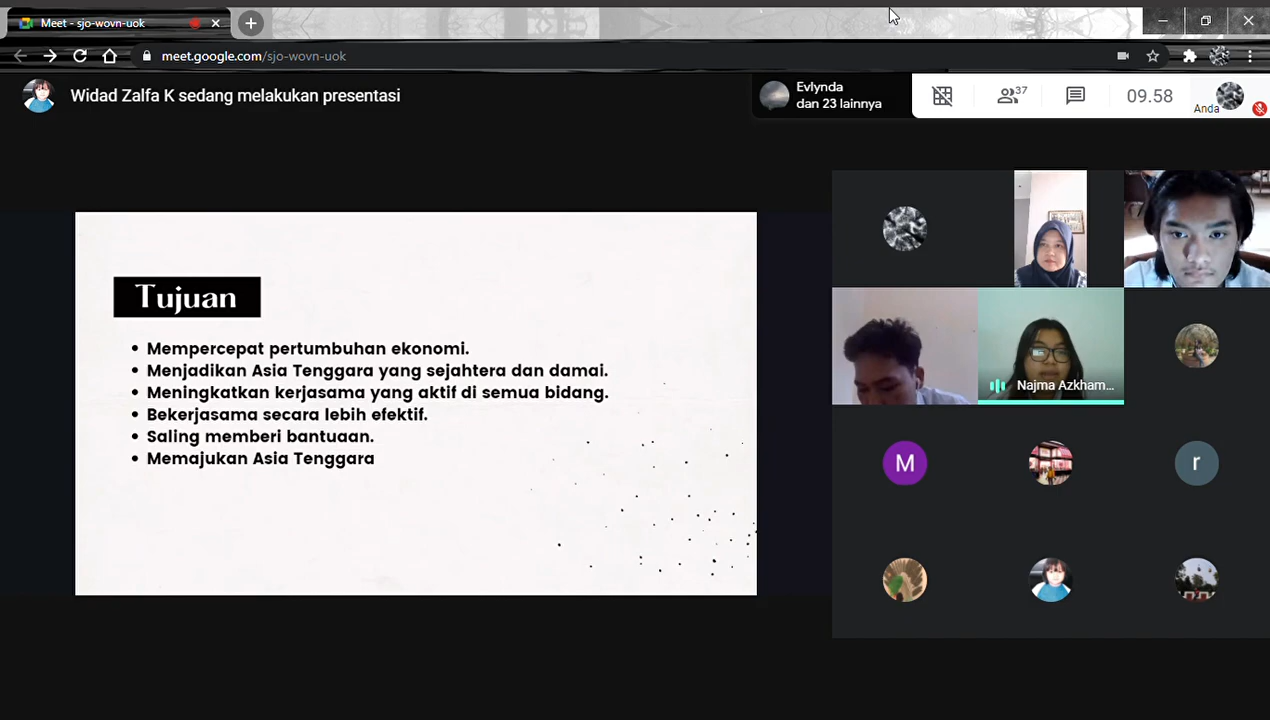 Meet - sjo-wovn-uok
meet.google.com/sjo-wovn-uok
Widad Zalfa K sedang melakukan presentasi
Evlynda
dan 23 lainnya
37
09.58
Anda
Tujuan
• Mempercepat pertumbuhan ekonomi.
• Menjadikan Asia Tenggara yang sejahtera dan damai.
• Meningkatkan kerjasama yang aktif di semua bidang.
• Bekerjasama secara lebih efektif.
• Saling memberi bantuaan.
• Memajukan Asia Tenggara
Najma Azkham...
M
r